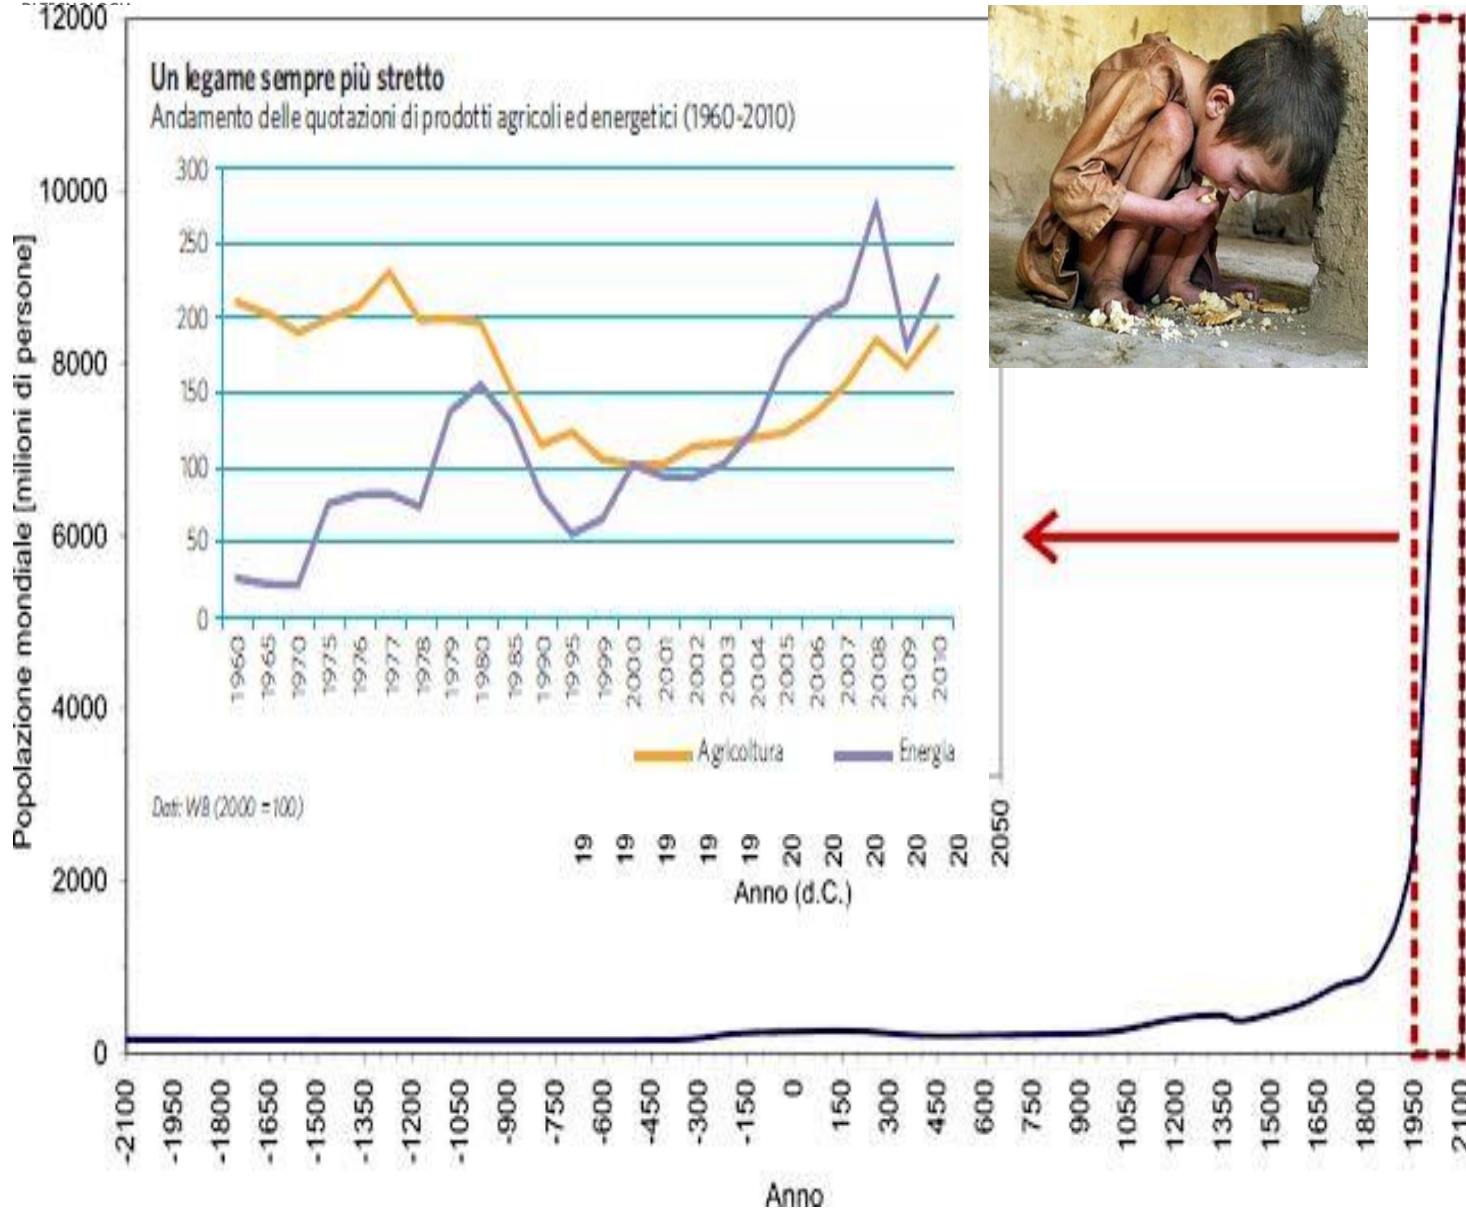 12000
10000
8000
6000
4000
2000
0
Popolazione mondiale [milioni di persone]
Un legame sempre più stretto
Andamento delle quotazioni di prodotti agricoli ed energetici (1960-2010)
300
250
200
150
100
50
0
1960 1965 1970 1975 1976 1977 1978 1979 1980 1985 1990 1995 1999 2000 2001 2002 2003 2004 2005 2006 2007 2008 2009 2010
Agricoltura Energia
Dati: WB (2000 =100)
19 19 19 19 19 20 20 20 20 20 2050
Anno (d.C.)
-2100 -1950 -1800 -1650 -1500 -1350 -1200 -1050 -900 -750 -600 -450 -300 -150 0 150 300 450 600 750 900 1050 1200 1350 1500 1650 1800 1950 2100
Anno